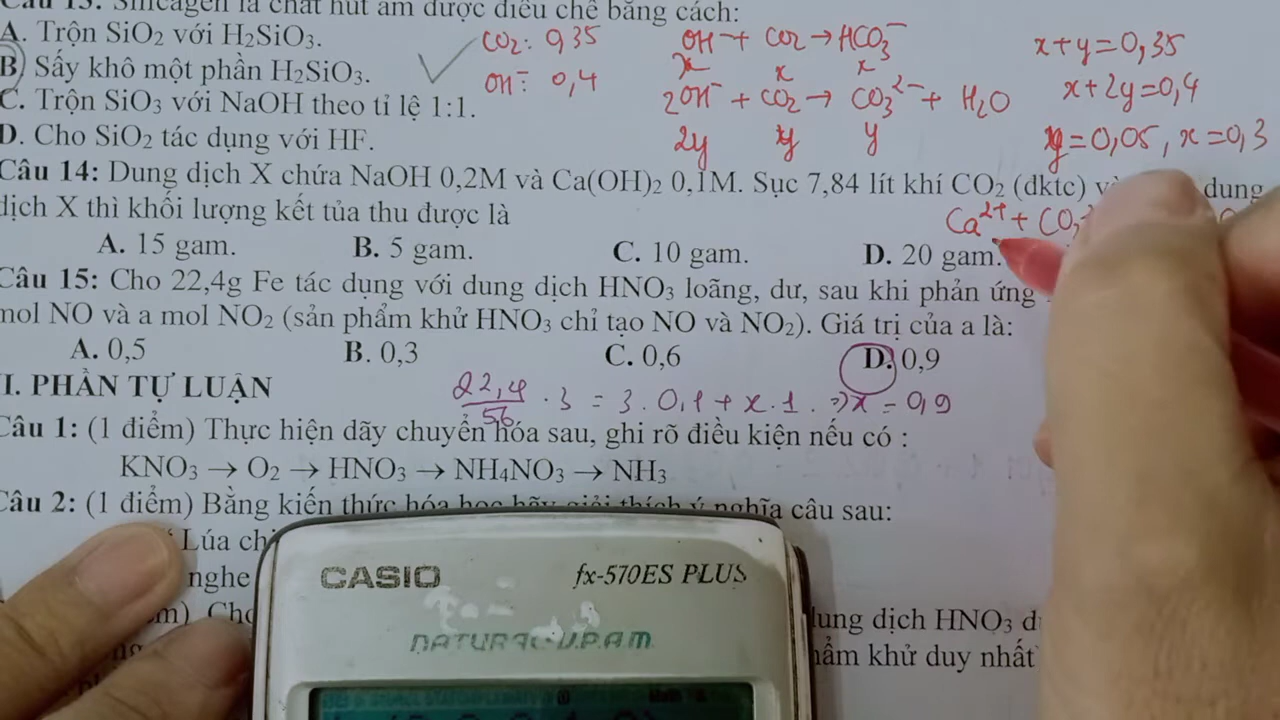 Câu 13: Silicagen là chất hút ẩm được điều chế bằng cách:
A. Trộn SiO2 với H2SiO3.
B) Sấy khô một phần H2SiO3.
C. Trộn SiO3 với NaOH theo tỉ lệ 1:1.
D. Cho SiO2 tác dụng với HF.
CO2: 0,35
OH-: 0,4
OH- + CO2 → HCO3-
x x x
2OH- + CO2 → CO3 2- + H2O
2y y y
x+y=0,35
x+2y=0,4
y=0,05, x=0,3
Câu 14: Dung dịch X chứa NaOH 0,2M và Ca(OH)2 0,1M. Sục 7,84 lít khí CO2 (đktc) dung
dịch X thì khối lượng kết tủa thu được là
Ca2+ + CO3
A. 15 gam. B. 5 gam. C. 10 gam. D. 20 gam.
Câu 15: Cho 22,4g Fe tác dụng với dung dịch HNO3 loãng, dư, sau khi phản ứng
mol NO và a mol NO2 (sản phẩm khử HNO3 chỉ tạo NO và NO2). Giá trị của a là:
A. 0,5 B. 0,3 C. 0,6 D. 0,9
I. PHẦN TỰ LUẬN
22,4/56 . 3 = 3 . 0,1 + x . 1 . => x = 0,9
Câu 1: (1 điểm) Thực hiện dãy chuyển hóa sau, ghi rõ điều kiện nếu có :
KNO3 → O2 → HNO3 → NH4NO3 → NH3
Câu 2: (1 điểm) Bằng kiến thức hóa học hãy giải thích ý nghĩa câu sau:
Lúa
nghe
Cho dung dịch HNO3
khử duy nhất
CASIO fx-570ES PLUS
NATURAL-V.P.A.M.